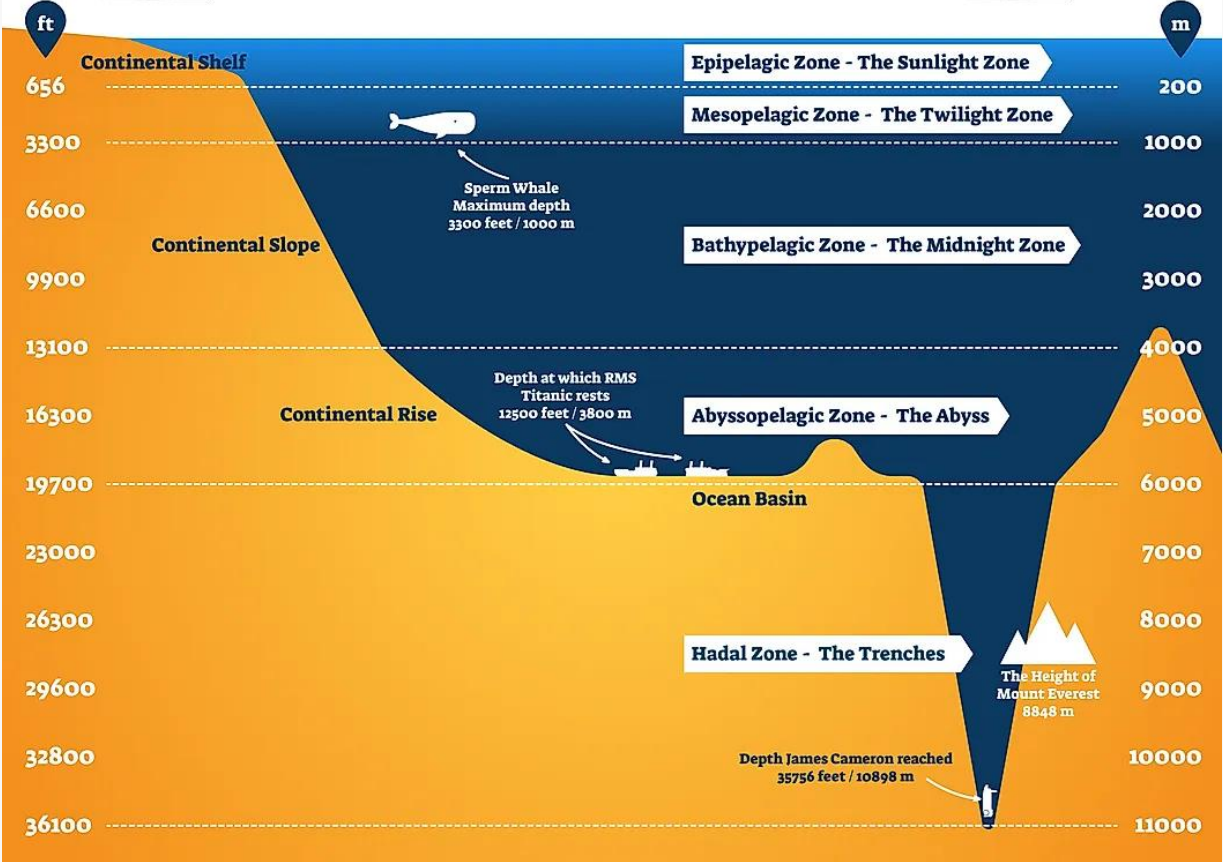 ft
m
Continental Shelf
Epipelagic Zone - The Sunlight Zone
656
200
Mesopelagic Zone - The Twilight Zone
3300
1000
Sperm Whale
Maximum depth
3300 feet / 1000 m
6600
2000
Continental Slope
Bathypelagic Zone - The Midnight Zone
9900
3000
13100
4000
Depth at which RMS
Titanic rests
12500 feet / 3800 m
16300
Continental Rise
Abyssopelagic Zone - The Abyss
5000
19700
6000
Ocean Basin
23000
7000
26300
8000
Hadal Zone - The Trenches
The Height of
Mount Everest
8848 m
29600
9000
32800
10000
Depth James Cameron reached
35756 feet / 10898 m
36100
11000